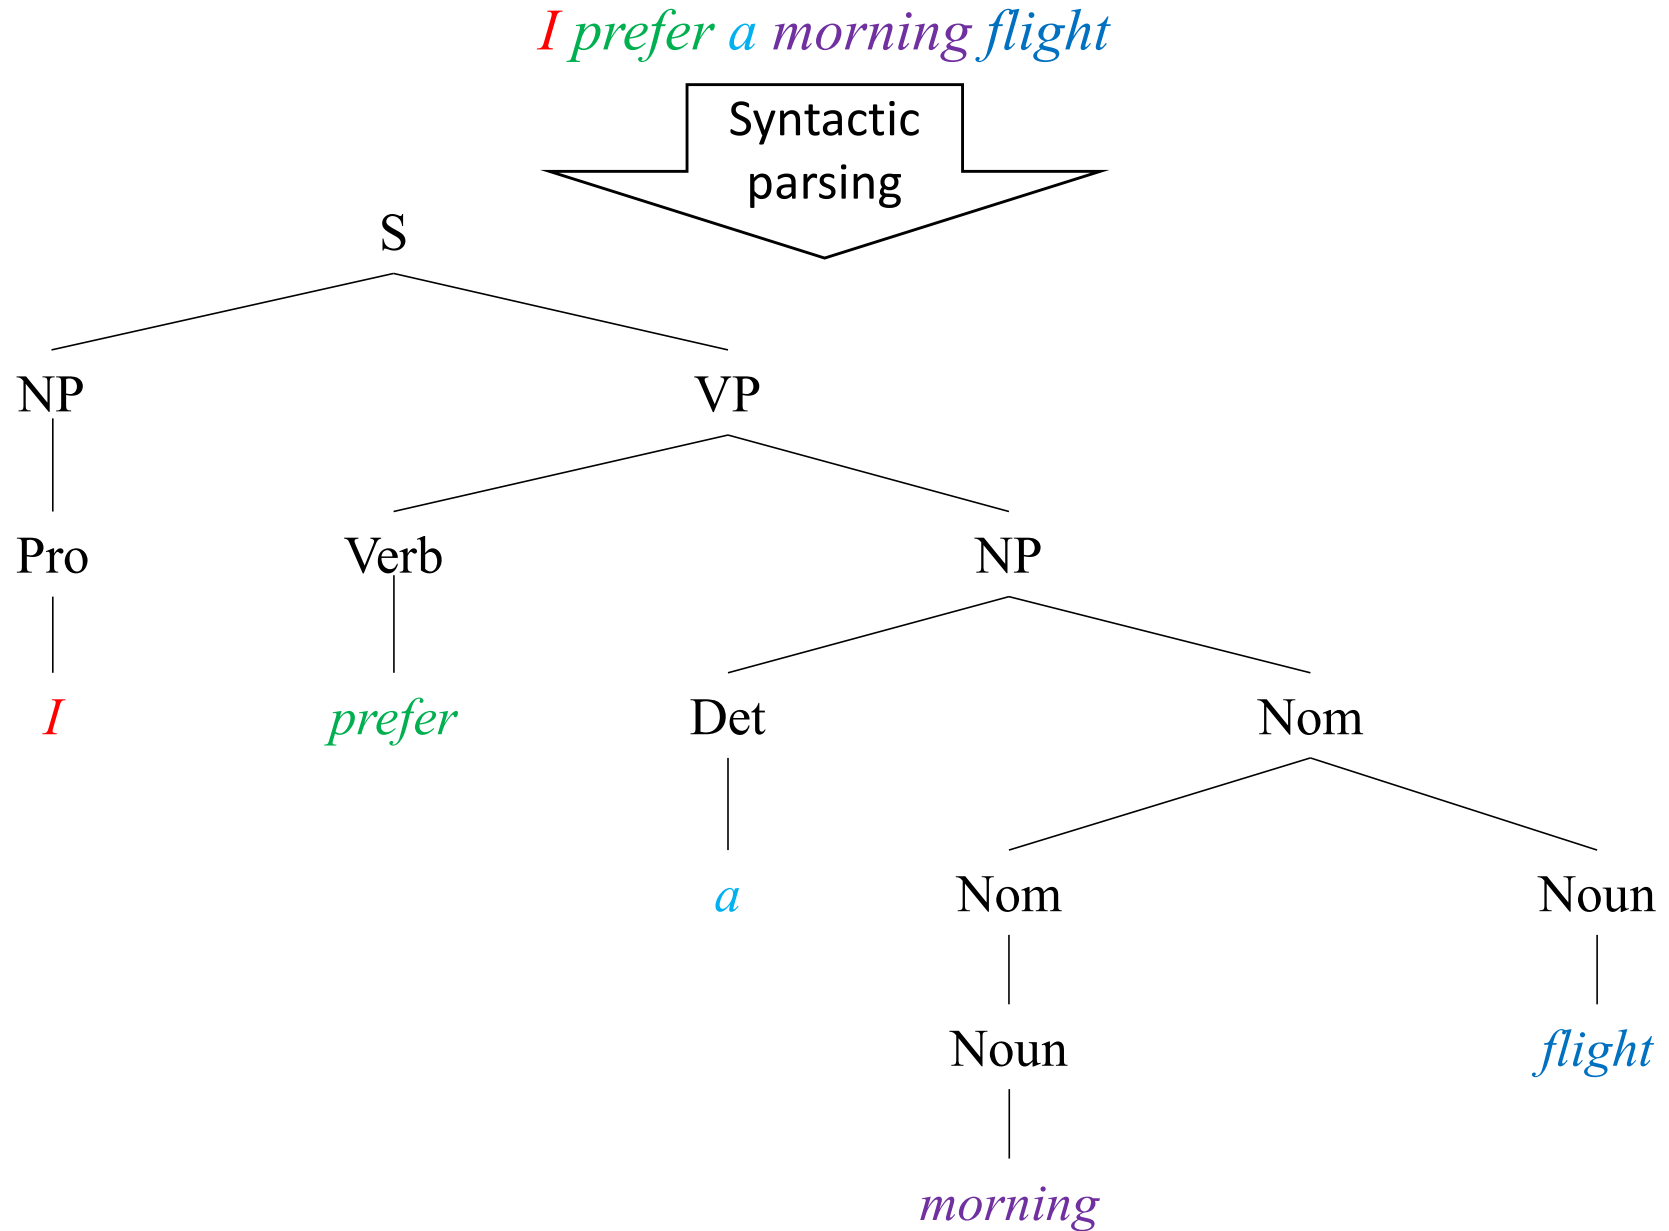 I prefer a morning flight
Syntactic
parsing
S
NP VP
Pro Verb NP
I prefer Det Nom
a Nom Noun
Noun flight
morning